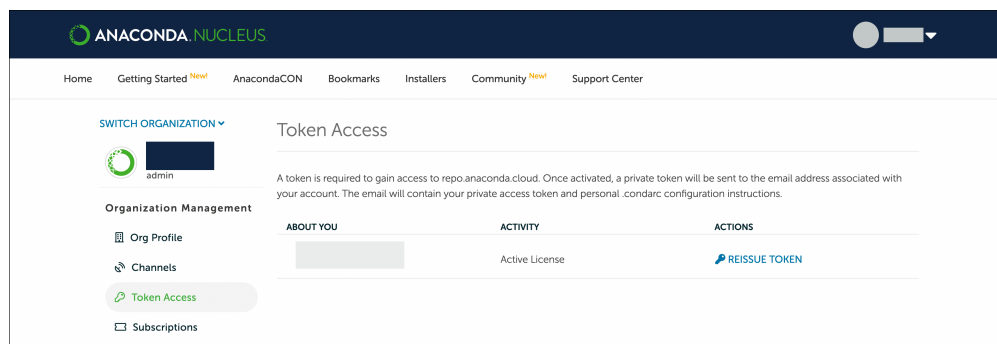 ANACONDA.NUCLEUS.
Home Getting Started New! AnacondaCON Bookmarks Installers Community New! Support Center
SWITCH ORGANIZATION
admin
Organization Management
Org Profile
Channels
Token Access
Subscriptions
Token Access
A token is required to gain access to repo.anaconda.cloud. Once activated, a private token will be sent to the email address associated with
your account. The email will contain your private access token and personal .condarc configuration instructions.
ABOUT YOU ACTIVITY ACTIONS
Active License REISSUE TOKEN